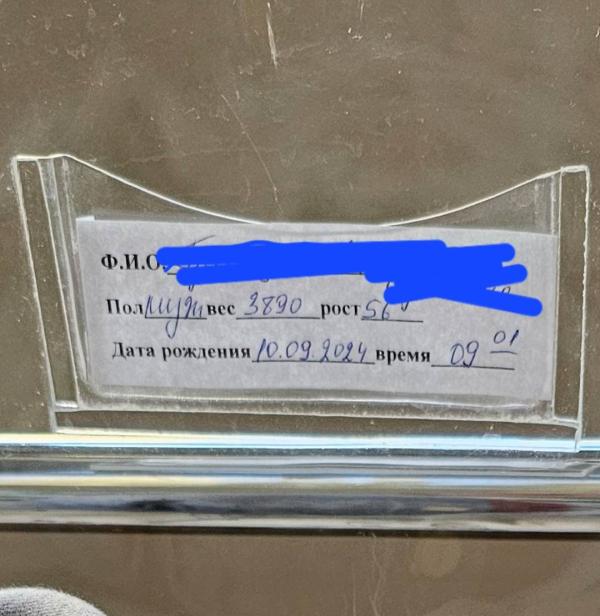 Ф.И.О
Пол муж вес 3890 рост 56
Дата рождения 10.09.2024 время 09 01